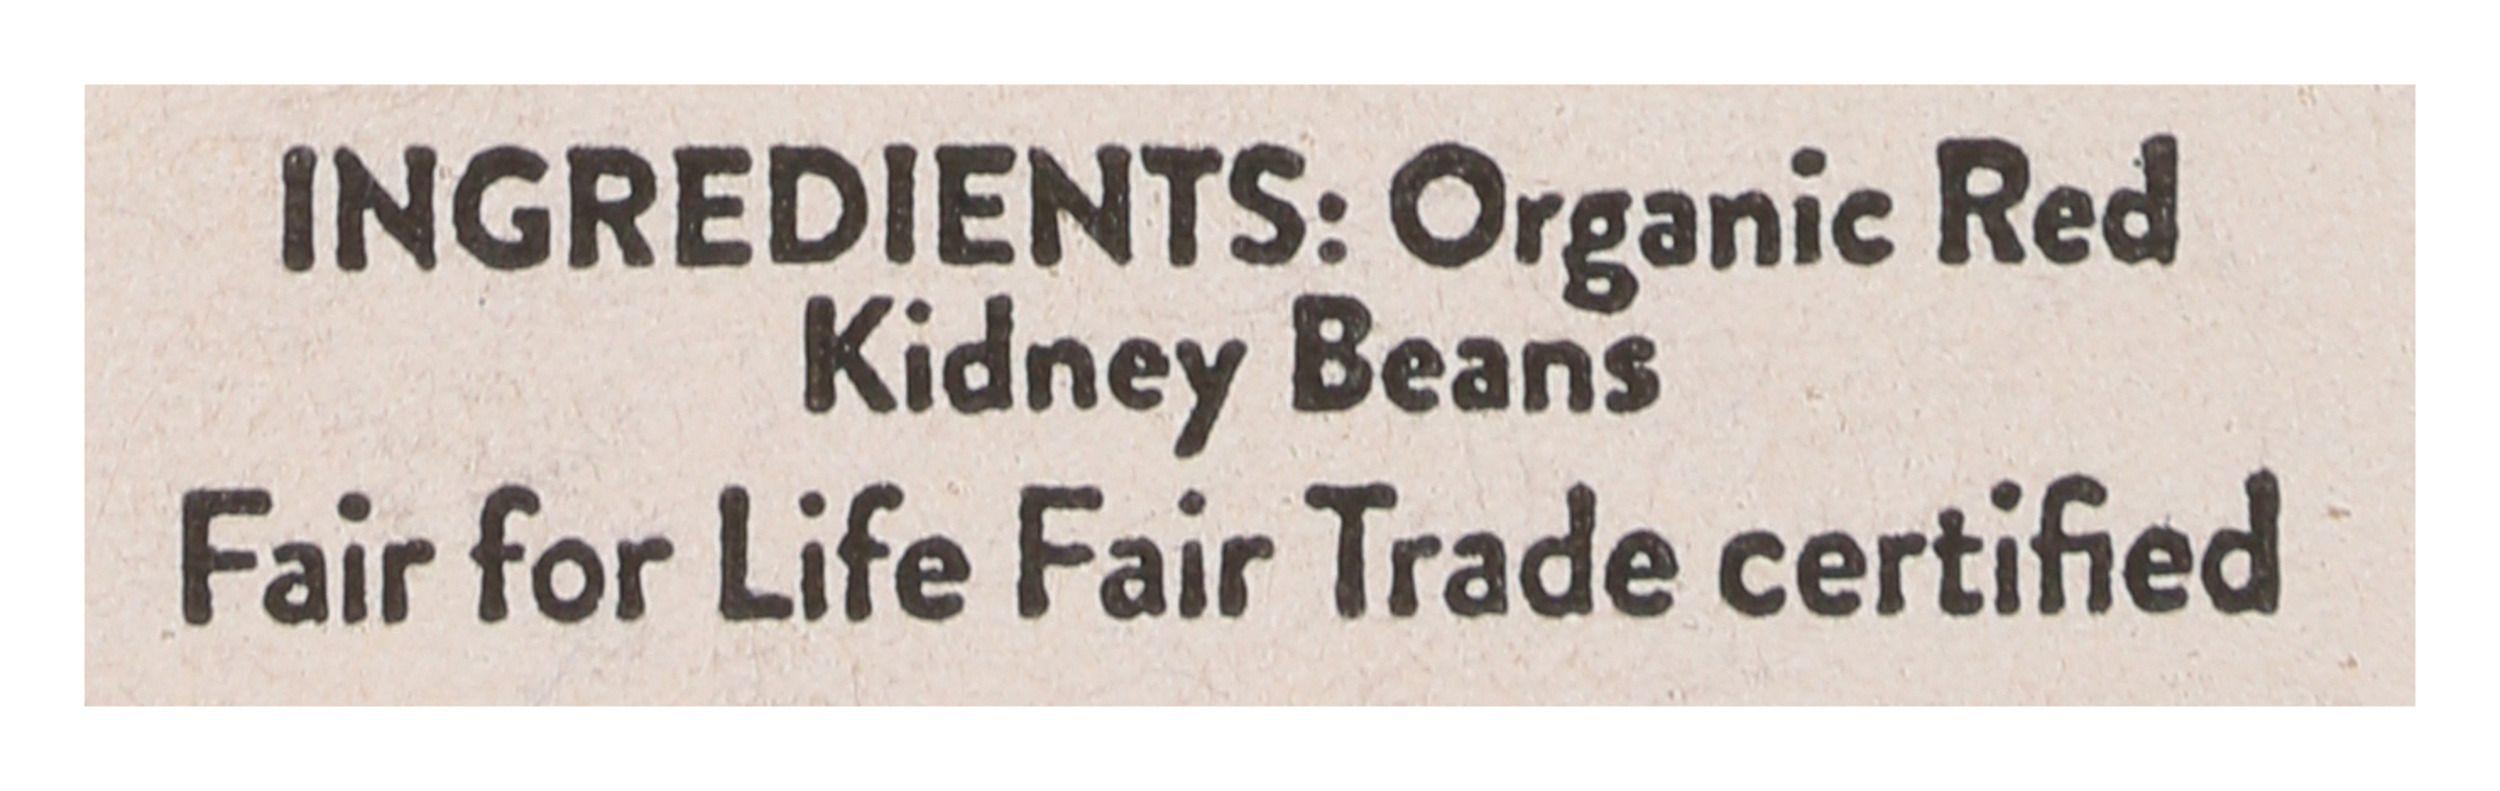 INGREDIENTS: Organic Red
Kidney Beans
Fair for Life Fair Trade certified